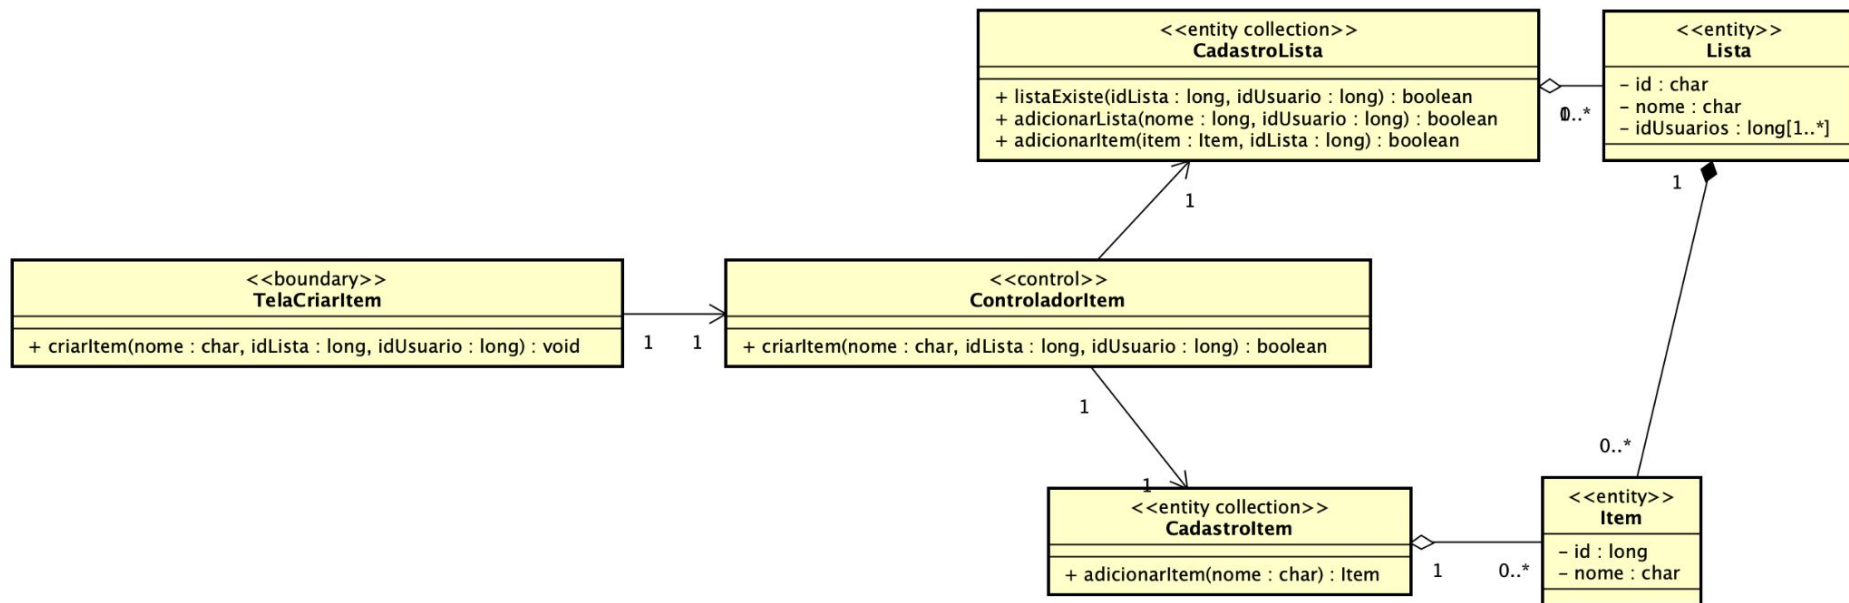 <<entity collection>>
CadastroLista
+ listaExiste(idLista : long, idUsuario : long) : boolean
+ adicionarLista(nome : long, idUsuario : long) : boolean
+ adicionarItem(item : Item, idLista : long) : boolean
0..*
<<entity>>
Lista
- id : char
- nome : char
- idUsuarios : long[1..*]
1
1
<<boundary>>
TelaCriarItem
+ criarItem(nome : char, idLista : long, idUsuario : long) : void
1
1
<<control>>
ControladorItem
+ criarItem(nome : char, idLista : long, idUsuario : long) : boolean
1
1
0..*
<<entity collection>>
CadastroItem
+ adicionarItem(nome : char) : Item
1
0..*
<<entity>>
Item
- id : long
- nome : char